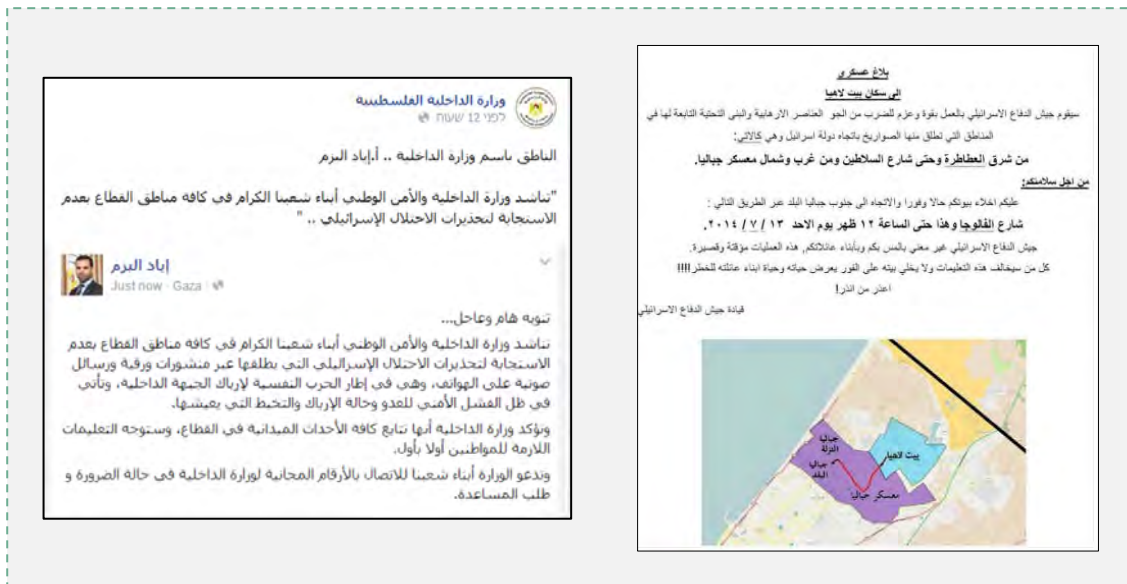 وزارة الداخلية الفلسطينية
לפני 12 שעות
الناطق باسم وزارة الداخلية .. أ.إياد البزم
"تناشد وزارة الداخلية والأمن الوطني أبناء شعبنا الكرام في كافة مناطق القطاع بعدم
الاستجابة لتحذيرات الاحتلال الإسرائيلي .. "
إياد البزم
Just now · Gaza ·
تنويه هام وعاجل...
تناشد وزارة الداخلية والأمن الوطني أبناء شعبنا الكرام في كافة مناطق القطاع بعدم
الاستجابة لتحذيرات الاحتلال الإسرائيلي التي يطلقها عبر منشورات ورقية ورسائل
صوتية على الهواتف، وهي في إطار الحرب النفسية لإرباك الجبهة الداخلية، وتأتي
في ظل الفشل الأمني للعدو وحالة الإرباك والتخبط التي يعيشها.
وتؤكد وزارة الداخلية أنها تتابع كافة الأحداث الميدانية في القطاع، وستوجه التعليمات
اللازمة للمواطنين أولا بأول.
وتدعو الوزارة أبناء شعبنا للاتصال بالأرقام المجانية لوزارة الداخلية في حالة الضرورة و
طلب المساعدة.
بلاغ عسكري
الى سكان بيت لاهيا
سيقوم جيش الدفاع الاسرائيلي بالعمل بقوة وعزم للضرب من الجو العناصر الارهابية والبنى التحتية التابعة لها في
المناطق التي تطلق منها الصواريخ باتجاه دولة اسرائيل وهي كالاتي:
من شرق العطاطرة وحتى شارع السلاطين ومن غرب وشمال معسكر جباليا.
من اجل سلامتكم:
عليكم اخلاء بيوتكم حالا وفورا والاتجاه الى جنوب جباليا البلد عبر الطريق التالي :
شارع الفالوجا وهذا حتى الساعة ١٢ ظهر يوم الاحد ١٣ / ٧ / ٢٠١٤.
جيش الدفاع الاسرائيلي غير معني بالمس بكم وبأبناء عائلاتكم, هذه العمليات مؤقتة وقصيرة.
كل من سيخالف هذه التعليمات ولا يخلي بيته على الفور يعرض حياته وحياة ابناء عائلته للخطر!!!!
اعذر من انذر!
قيادة جيش الدفاع الاسرائيلي
جباليا
النزلة
بيت لاهيا
جباليا
البلد
معسكر جباليا